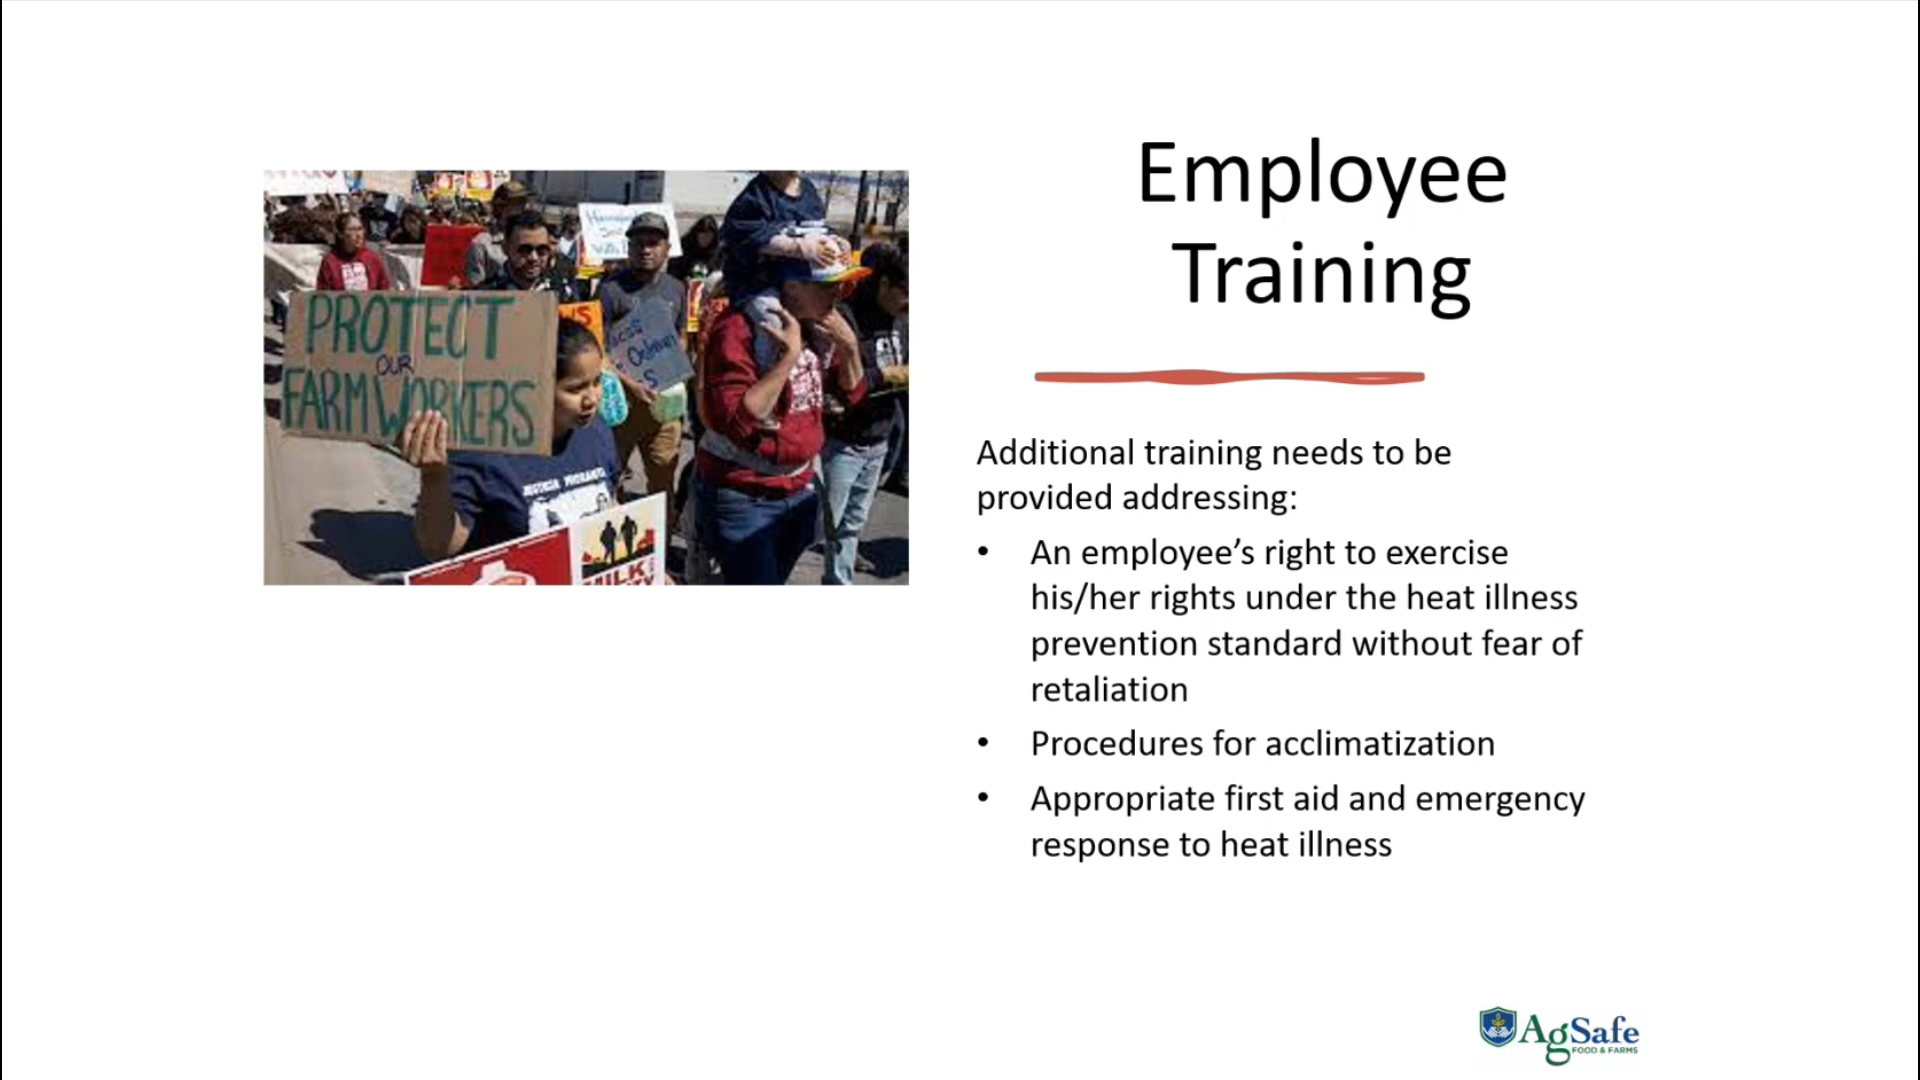 Employee
Training
PROTECT
OUR
FARMWORKERS
Additional training needs to be
provided addressing:
• An employee’s right to exercise
his/her rights under the heat illness
prevention standard without fear of
retaliation
• Procedures for acclimatization
• Appropriate first aid and emergency
response to heat illness
AgSafe
FOOD & FARMS